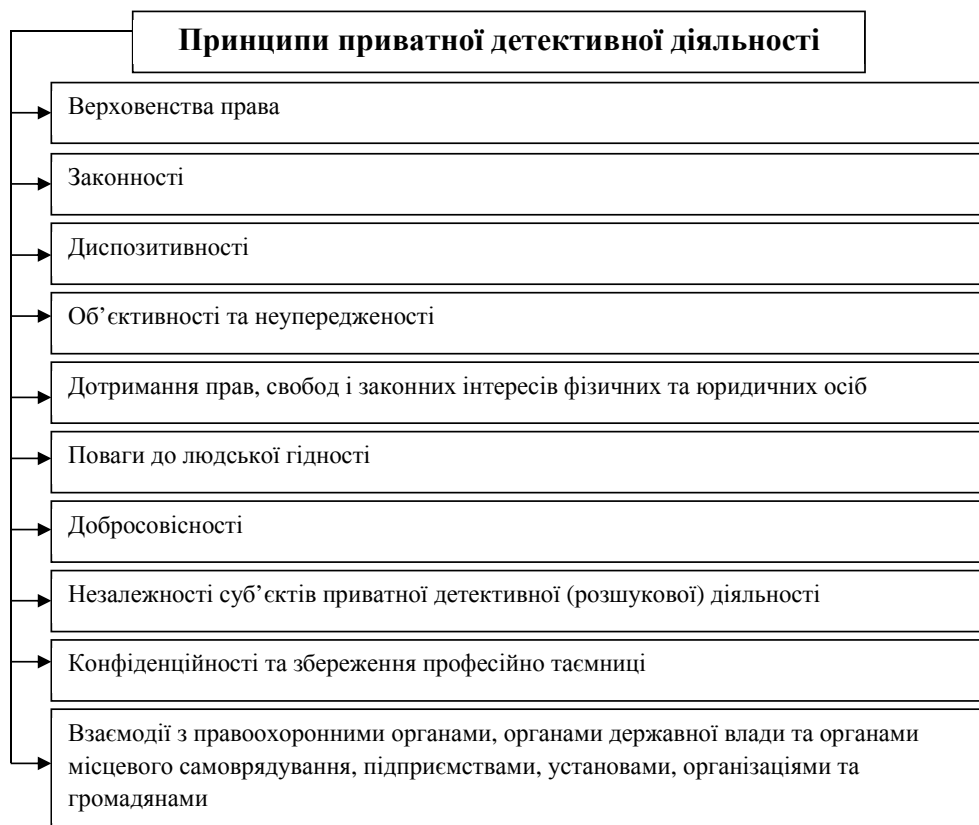 Принципи приватної детективної діяльності
Верховенства права
Законності
Диспозитивності
Об’єктивності та неупередженості
Дотримання прав, свобод і законних інтересів фізичних та юридичних осіб
Поваги до людської гідності
Добросовісності
Незалежності суб’єктів приватної детективної (розшукової) діяльності
Конфіденційності та збереження професійно таємниці
Взаємодії з правоохоронними органами, органами державної влади та органами
місцевого самоврядування, підприємствами, установами, організаціями та
громадянами